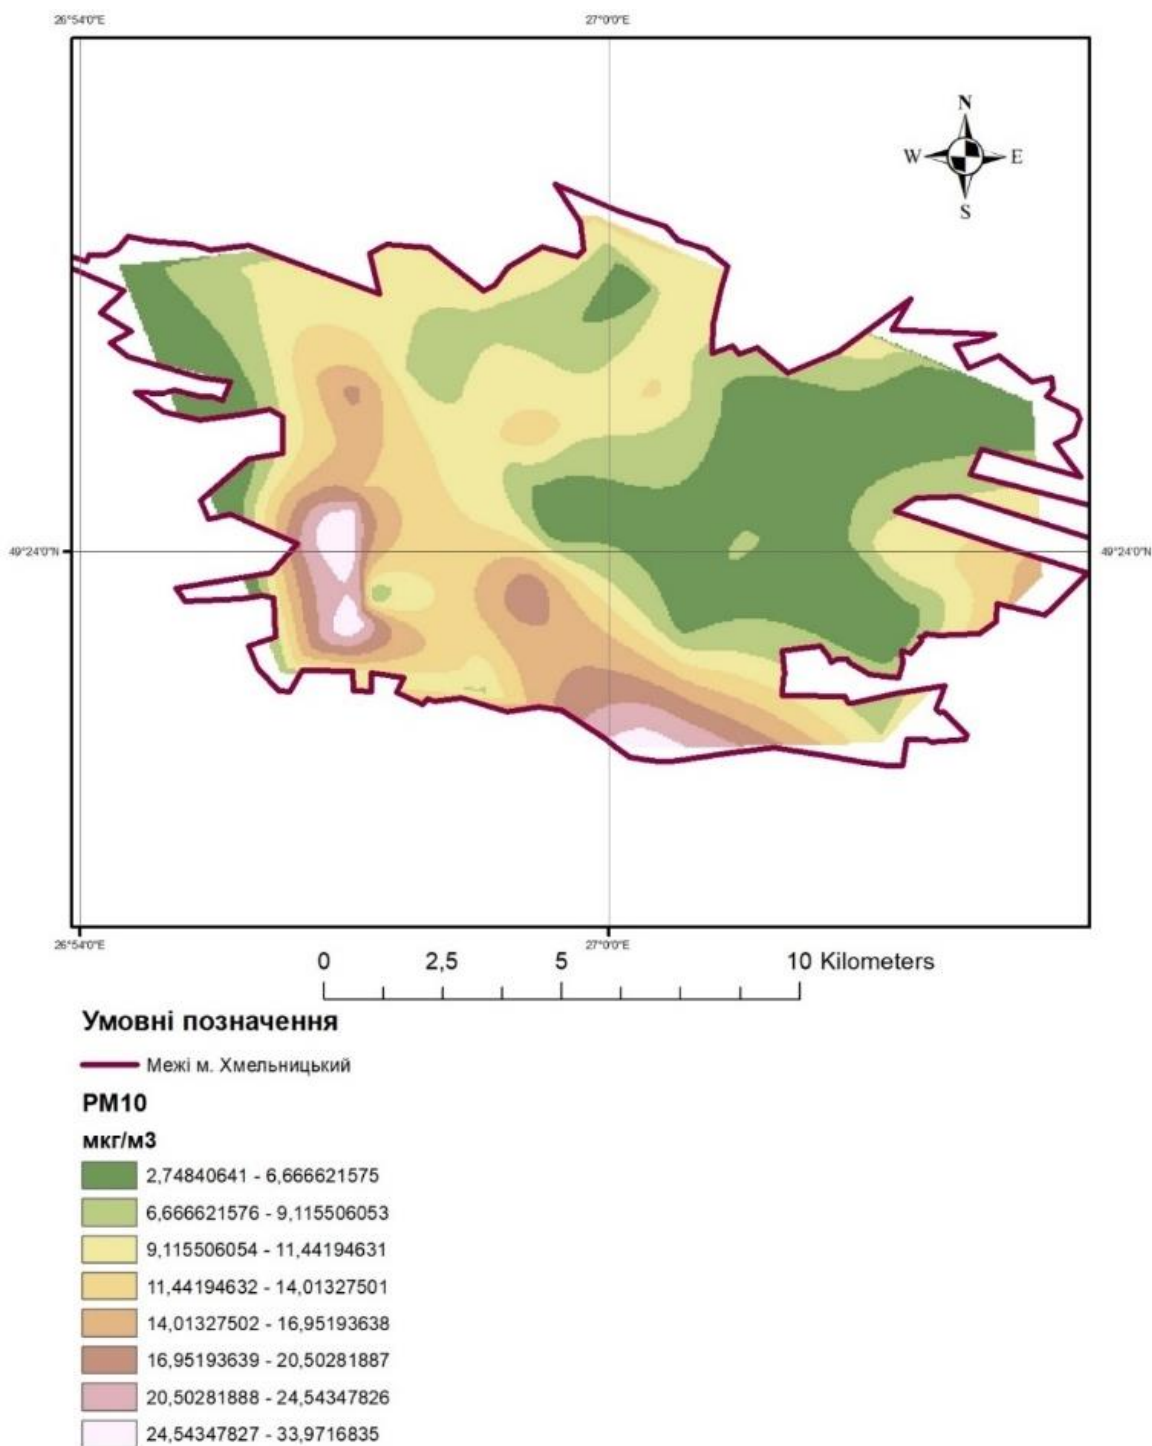 26°54'0"E 27°0'0"E
N
W E
S
49°24'0"N 49°24'0"N
26°54'0"E 27°0'0"E
0 2,5 5 10 Kilometers
Умовні позначення
Межі м. Хмельницький
PM10
мкг/м3
2,74840641 - 6,666621575
6,666621576 - 9,115506053
9,115506054 - 11,44194631
11,44194632 - 14,01327501
14,01327502 - 16,95193638
16,95193639 - 20,50281887
20,50281888 - 24,54347826
24,54347827 - 33,9716835